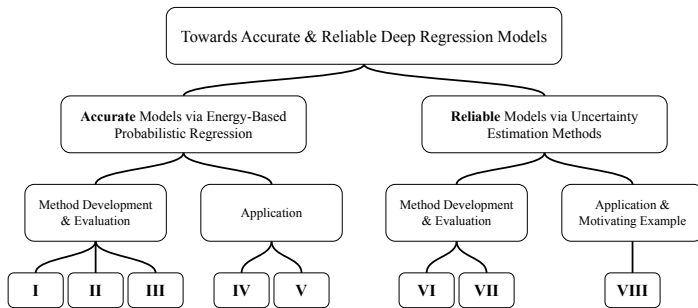 Towards Accurate & Reliable Deep Regression Models
Accurate Models via Energy-Based
Probabilistic Regression
Reliable Models via Uncertainty
Estimation Methods
Method Development
& Evaluation
Application
Method Development
& Evaluation
Application &
Motivating Example
I II III IV V VI VII VIII